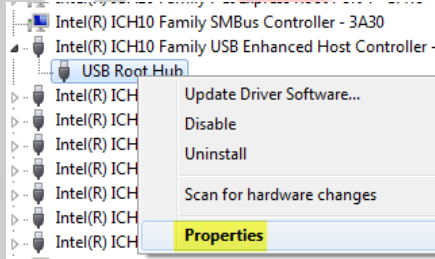 Intel(R) ICH10 Family SMBus Controller - 3A30
Intel(R) ICH10 Family USB Enhanced Host Controller -
USB Root Hub
Intel(R) ICH
Update Driver Software...
Intel(R) ICH
Disable
Intel(R) ICH
Uninstall
Intel(R) ICH
Intel(R) ICH
Scan for hardware changes
Intel(R) ICH
Intel(R) ICH
Properties